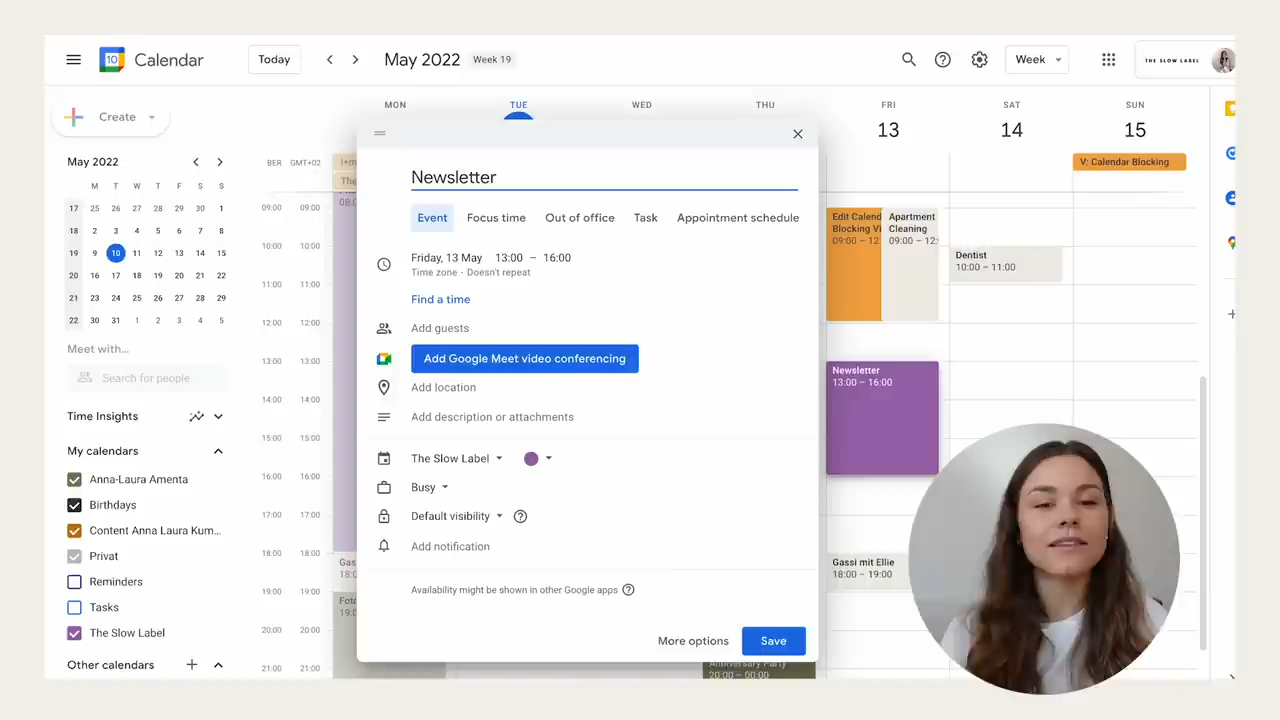 10 Calendar Today May 2022 Week 19 Week THE SLOW LABEL
Create
MON TUE WED THU FRI SAT SUN
13 14 15
May 2022
BER GMT+02
V: Calendar Blocking
M T W T F S S
17 25 26 27 28 29 30 1
18 2 3 4 5 6 7 8
19 9 10 11 12 13 14 15
20 16 17 18 19 20 21 22
21 23 24 25 26 27 28 29
22 30 31 1 2 3 4 5
Meet with...
Search for people
Time Insights
My calendars
Anna-Laura Amenta
Birthdays
Content Anna Laura Kum...
Privat
Reminders
Tasks
The Slow Label
Other calendars
09:00 09:00
10:00 10:00
11:00 11:00
12:00 12:00
13:00 13:00
14:00 14:00
15:00 15:00
16:00 16:00
17:00 17:00
18:00 18:00
19:00 19:00
20:00 20:00
21:00 21:00
Newsletter
Event Focus time Out of office Task Appointment schedule
Friday, 13 May 13:00 – 16:00
Time zone · Doesn't repeat
Find a time
Add guests
Add Google Meet video conferencing
Add location
Add description or attachments
The Slow Label
Busy
Default visibility
Add notification
Availability might be shown in other Google apps
More options Save
Edit Calend
Blocking Vi
09:00 – 12
Apartment
Cleaning
09:00 – 12:
Dentist
10:00 – 11:00
Newsletter
13:00 – 16:00
Gassi mit Ellie
18:00 – 19:00
Anniversary Party
20:00 – 00:00